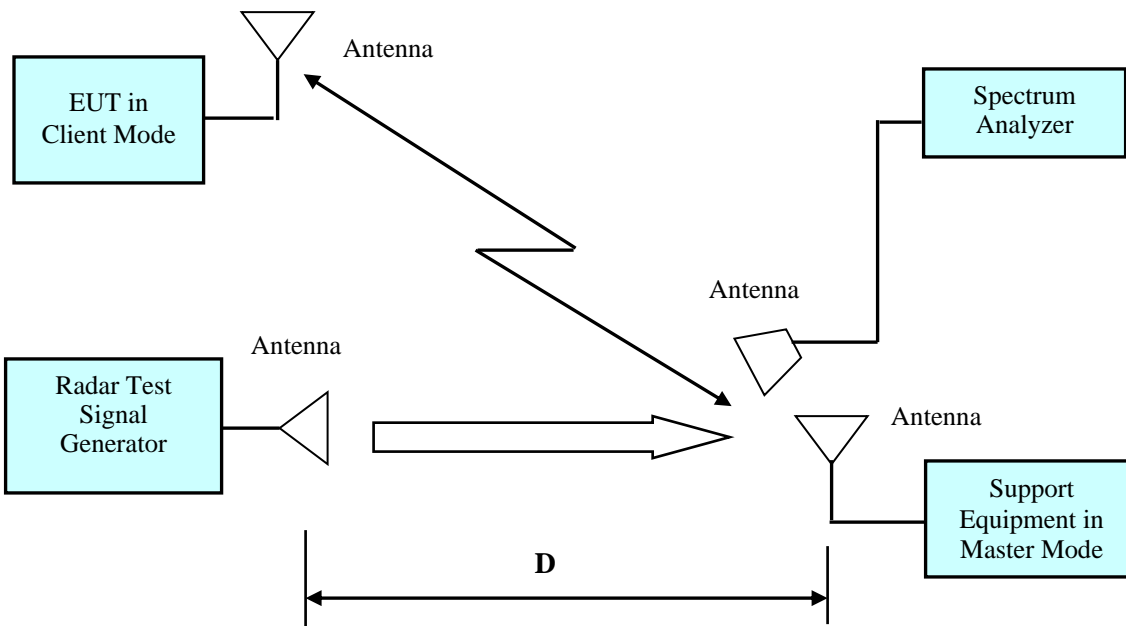 Antenna
EUT in
Client Mode
Spectrum
Analyzer
Antenna
Antenna
Radar Test
Signal
Generator
Antenna
Support
Equipment in
Master Mode
D